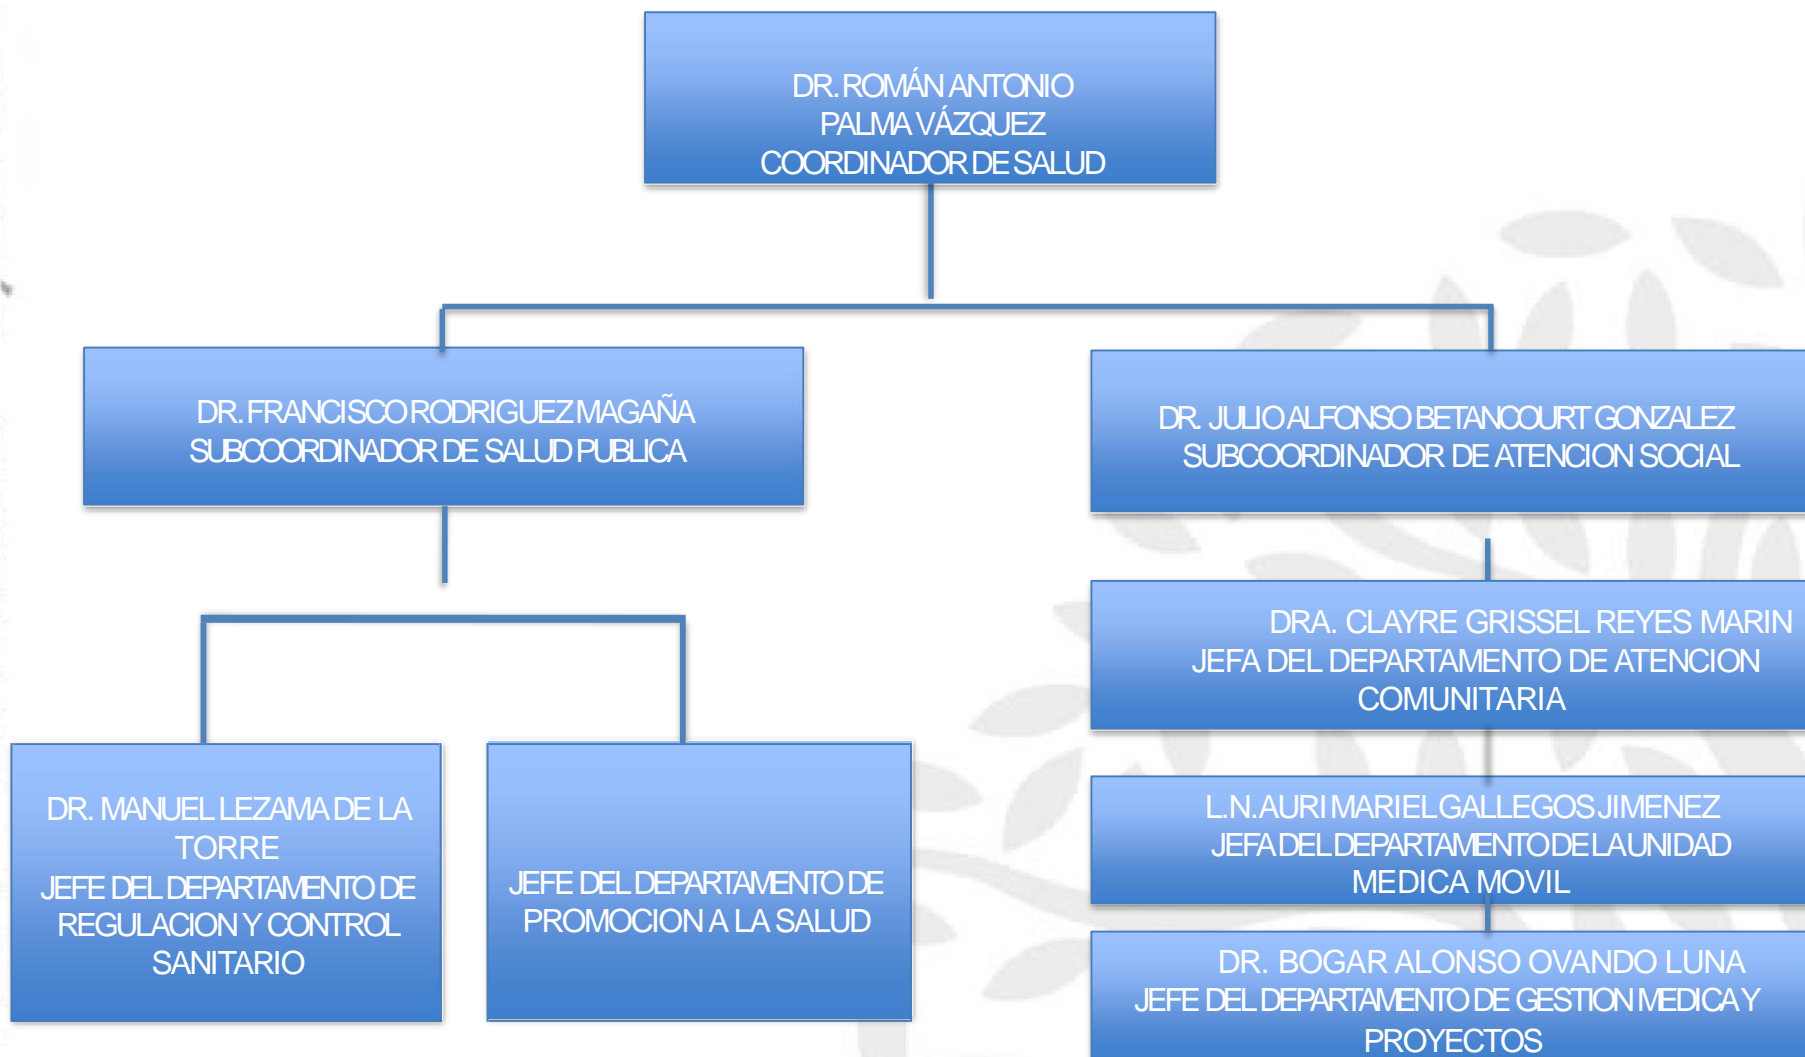 DR. ROMÁN ANTONIO
PALMA VÁZQUEZ
COORDINADOR DE SALUD
DR. FRANCISCO RODRIGUEZ MAGAÑA
SUBCOORDINADOR DE SALUD PUBLICA
DR. JULIO ALFONSO BETANCOURT GONZALEZ
SUBCOORDINADOR DE ATENCION SOCIAL
DRA. CLAYRE GRISSEL REYES MARIN
JEFA DEL DEPARTAMENTO DE ATENCION
COMUNITARIA
DR. MANUEL LEZAMA DE LA
TORRE
JEFE DEL DEPARTAMENTO DE
REGULACION Y CONTROL
SANITARIO
JEFE DEL DEPARTAMENTO DE
PROMOCION A LA SALUD
L.N. AURI MARIEL GALLEGOS JIMENEZ
JEFA DEL DEPARTAMENTO DE LA UNIDAD
MEDICA MOVIL
DR. BOGAR ALONSO OVANDO LUNA
JEFE DEL DEPARTAMENTO DE GESTION MEDICA Y
PROYECTOS